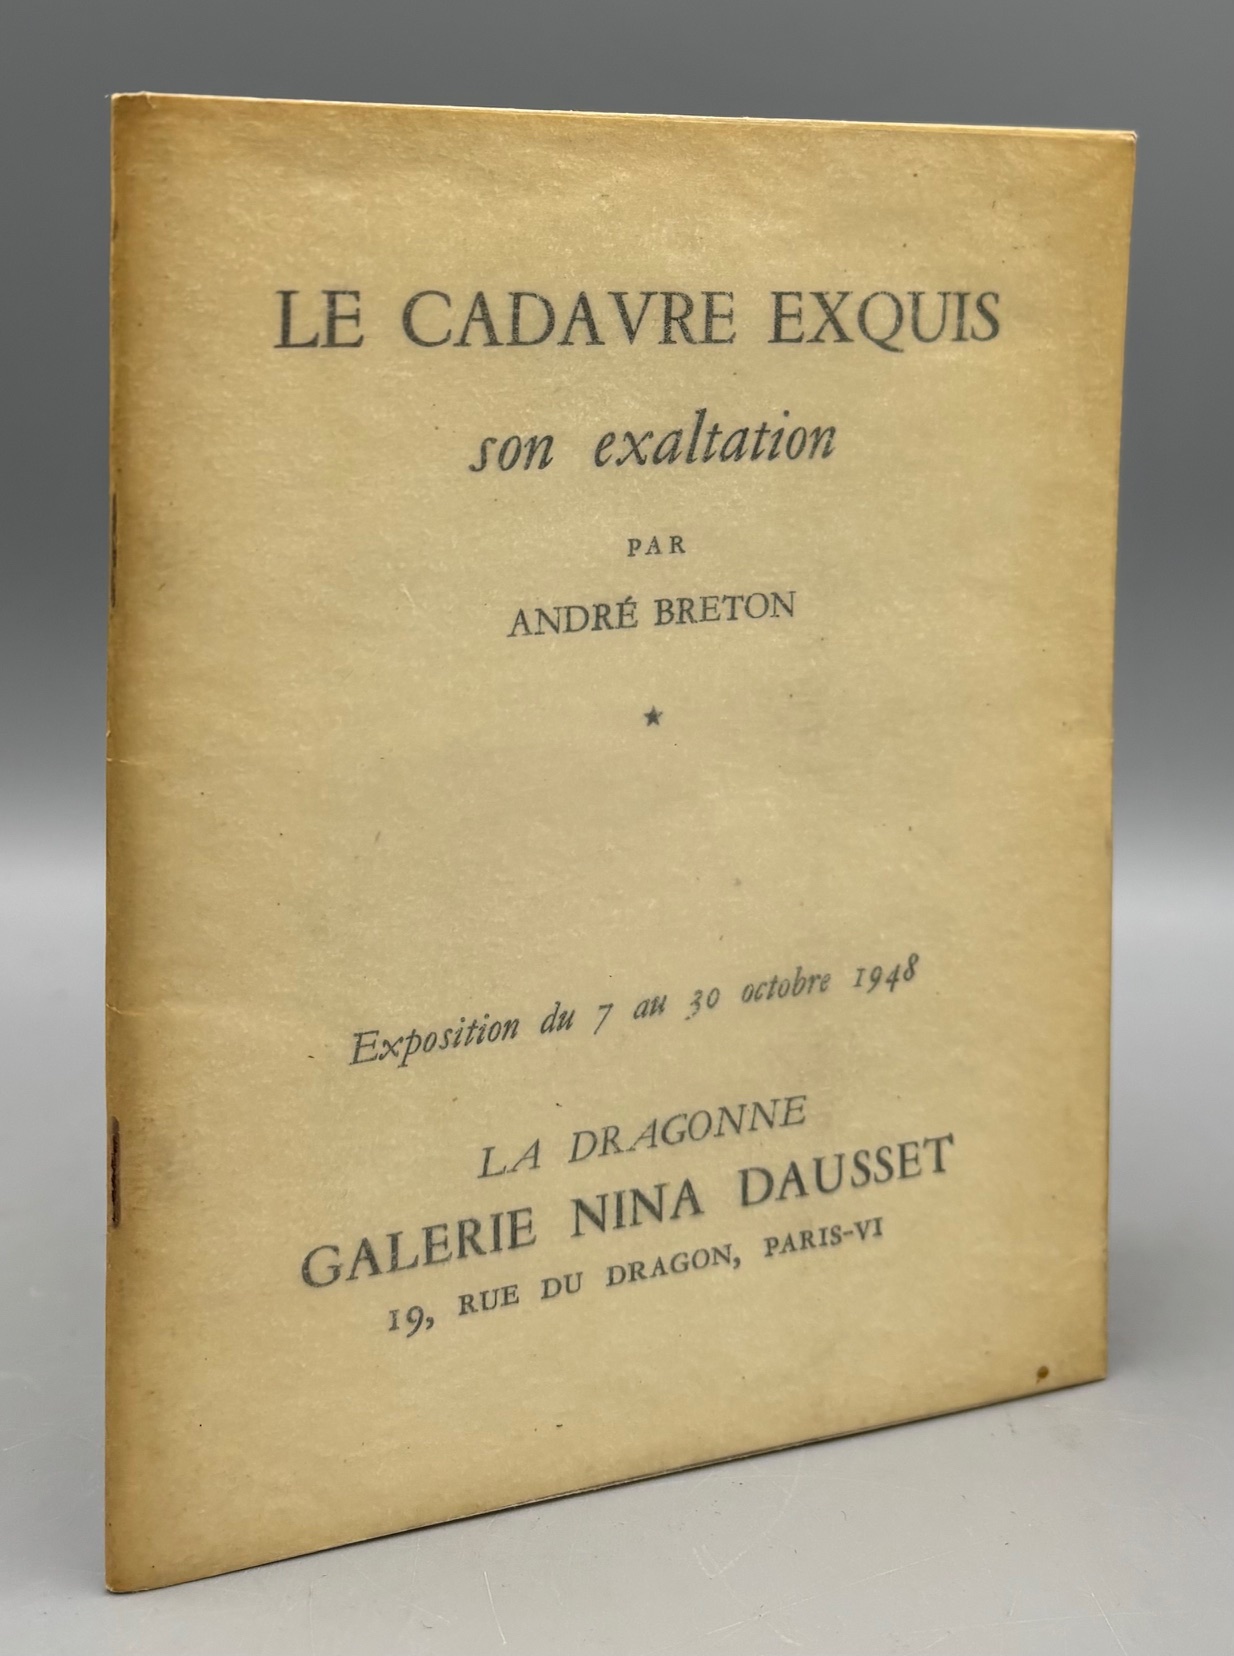 LE CADAVRE EXQUIS
son exaltation
PAR
ANDRÉ BRETON
★
Exposition du 7 au 30 octobre 1948
LA DRAGONNE
GALERIE NINA DAUSSET
19, RUE DU DRAGON, PARIS-VI